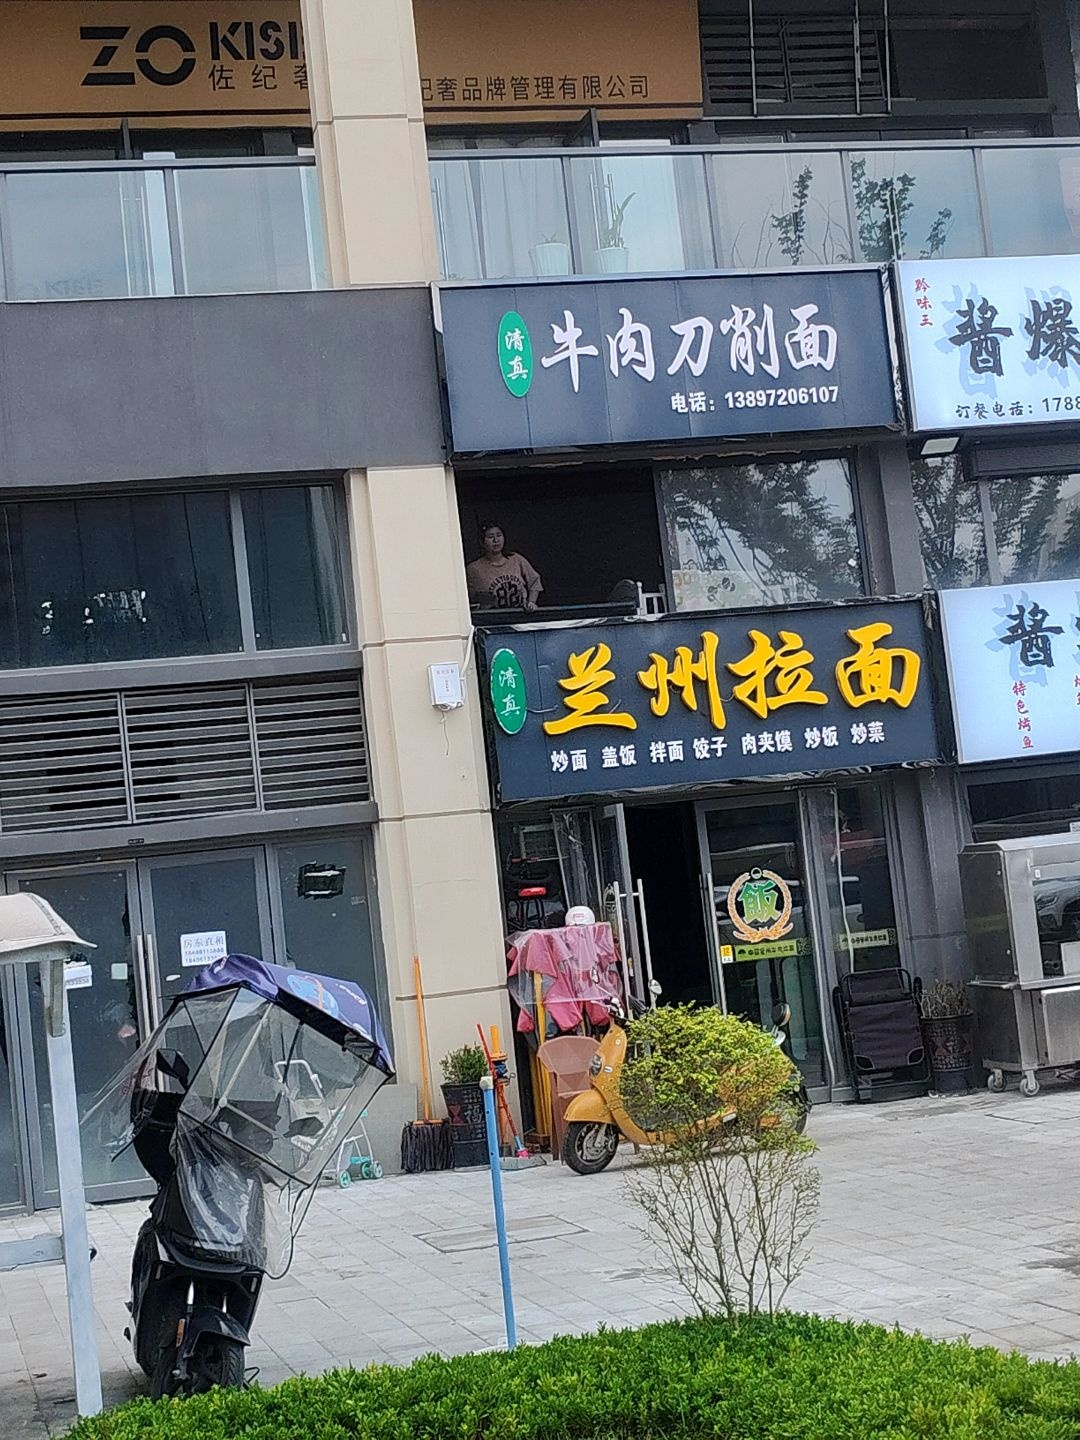 ZO KISI
佐纪奢
纪奢品牌管理有限公司
清真
牛肉刀削面
电话：13897206107
黔味王
酱爆
订餐电话：1788
清真
兰州拉面
炒面 盖饭 拌面 饺子 肉夹馍 炒饭 炒菜
酱
特色烤鱼
房东直租
飯
82
福